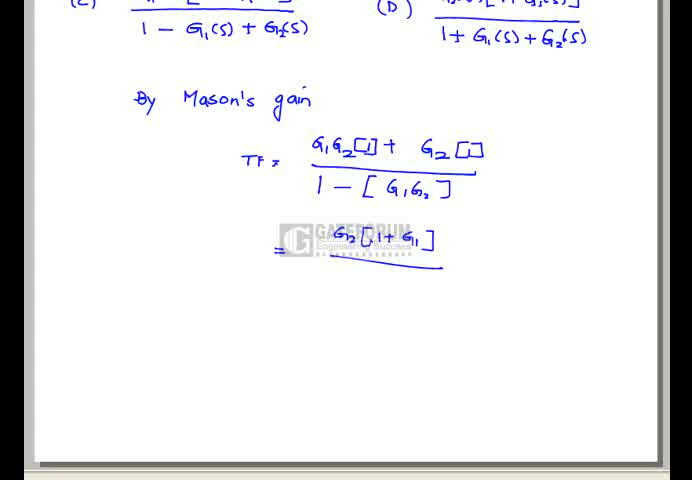 1 - G₁(s) + G₂(s)
(D)
1 + G₁(s) + G₂(s)
By Mason's gain
TF = G₁G₂[1] + G₂[1]
1 - [G₁G₂]
= G₂[1 + G₁]
GATEFORUM
Engineering Success